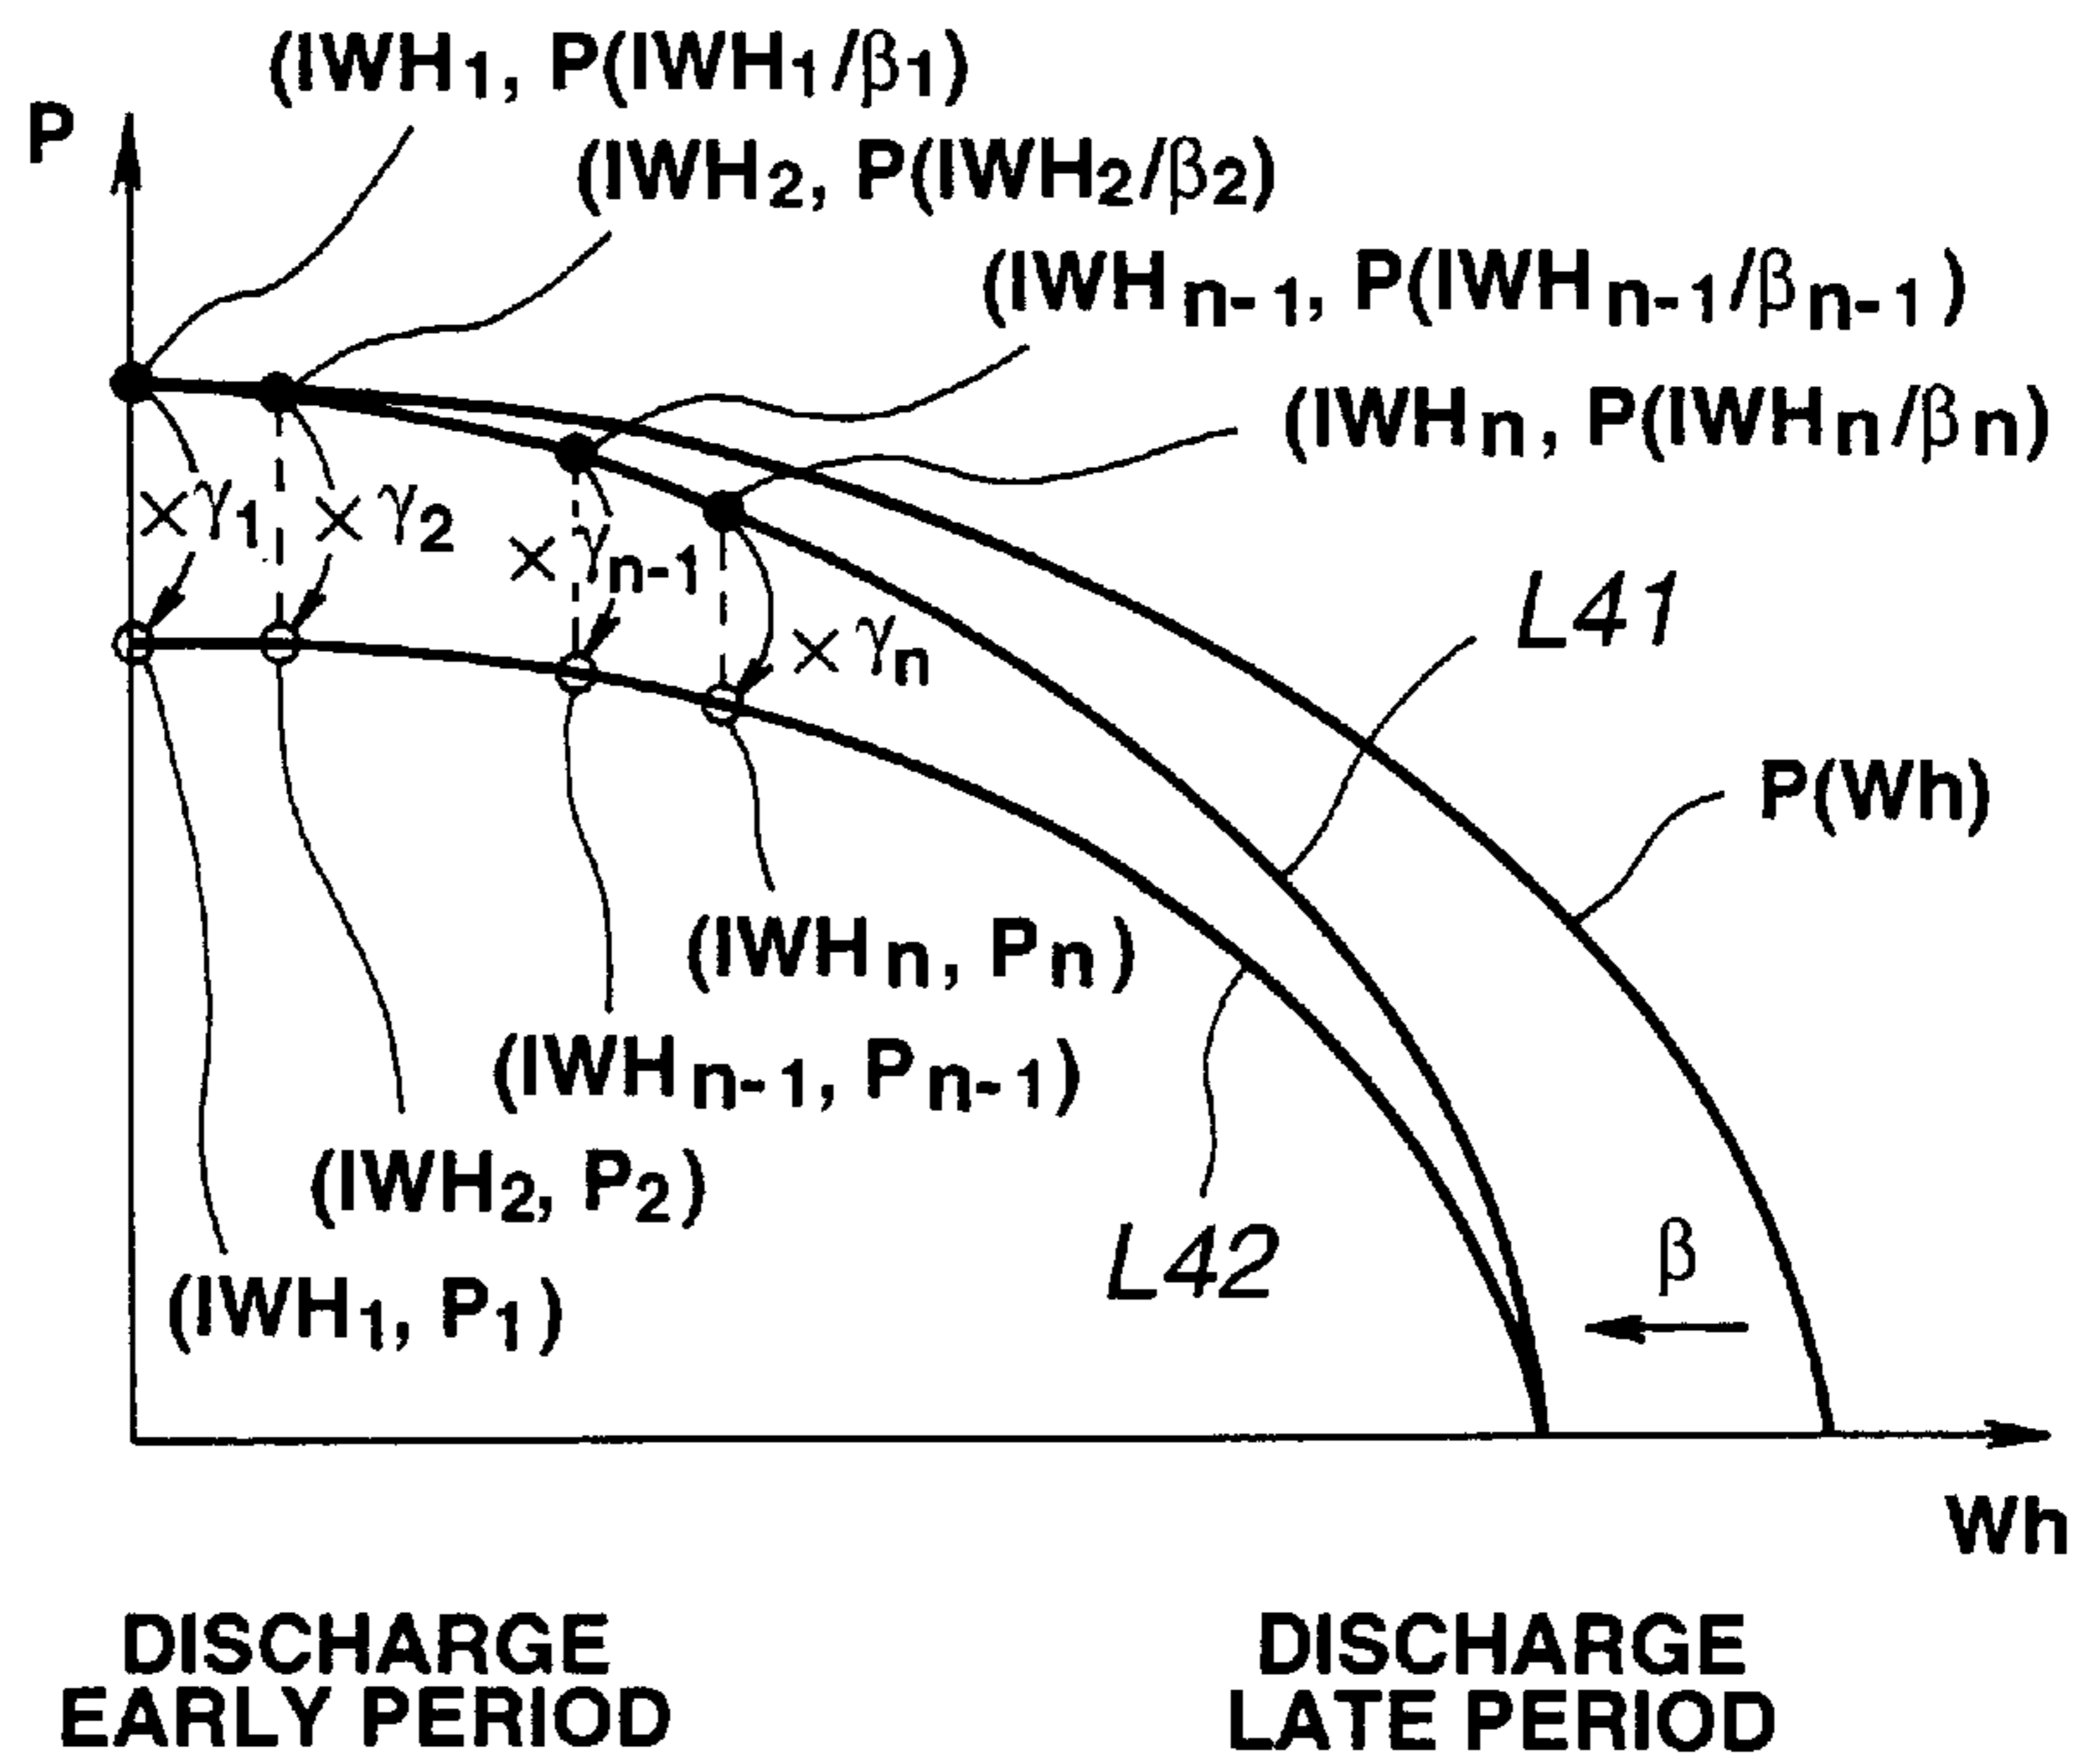 (IWH1, P(IWH1/β1)
P
(IWH2, P(IWH2/β2)
(IWHn-1, P(IWHn-1/βn-1)
(IWHn, P(IWHn/βn)
×γ1
×γ2
×γn-1
×γn
L41
P(Wh)
(IWHn, Pn)
(IWHn-1, Pn-1)
(IWH2, P2)
L42
β
(IWH1, P1)
Wh
DISCHARGE
EARLY PERIOD
DISCHARGE
LATE PERIOD